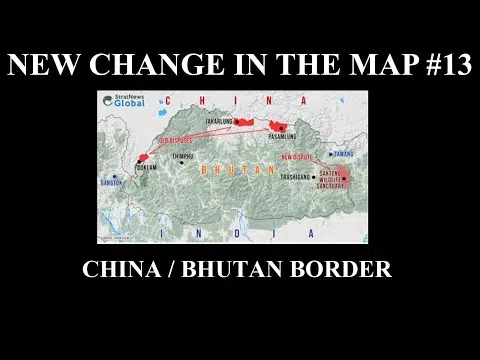 NEW CHANGE IN THE MAP #13
StratNews
Global
CHINA
JAKARLUNG
PASAMLUNG
OLD DISPUTES
DOKLAM
THIMPHU
BHUTAN
NEW DISPUTE
TAWANG
GANGTOK
TRASHIGANG
SAKTENG
WILDLIFE
SANCTUARY
INDIA
CHINA / BHUTAN BORDER